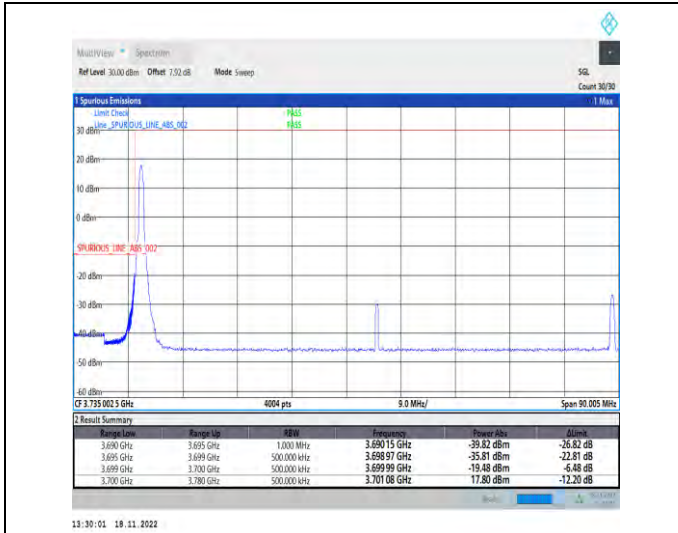 MultiView Spectrum
Ref Level 30.00 dBm Offset 7.92 dB Mode Sweep SGL
Count 30/30
1 Spurious Emissions 1 Max
Limit Check PASS
Line _SPURIOUS_LINE_ABS_002 PASS
30 dBm
20 dBm
10 dBm
0 dBm
_SPURIOUS_LINE_ABS_002
-20 dBm
-30 dBm
-40 dBm
-50 dBm
-60 dBm
CF 3.735 002 5 GHz 4004 pts 9.0 MHz/ Span 90.005 MHz
2 Result Summary
Range Low Range Up RBW Frequency Power Abs ΔLimit
3.690 GHz 3.695 GHz 1.000 MHz 3.690 15 GHz -39.82 dBm -26.82 dB
3.695 GHz 3.699 GHz 500.000 kHz 3.698 97 GHz -35.81 dBm -22.81 dB
3.699 GHz 3.700 GHz 500.000 kHz 3.699 99 GHz -19.48 dBm -6.48 dB
3.700 GHz 3.780 GHz 500.000 kHz 3.701 08 GHz 17.80 dBm -12.20 dB
13:30:01 18.11.2022